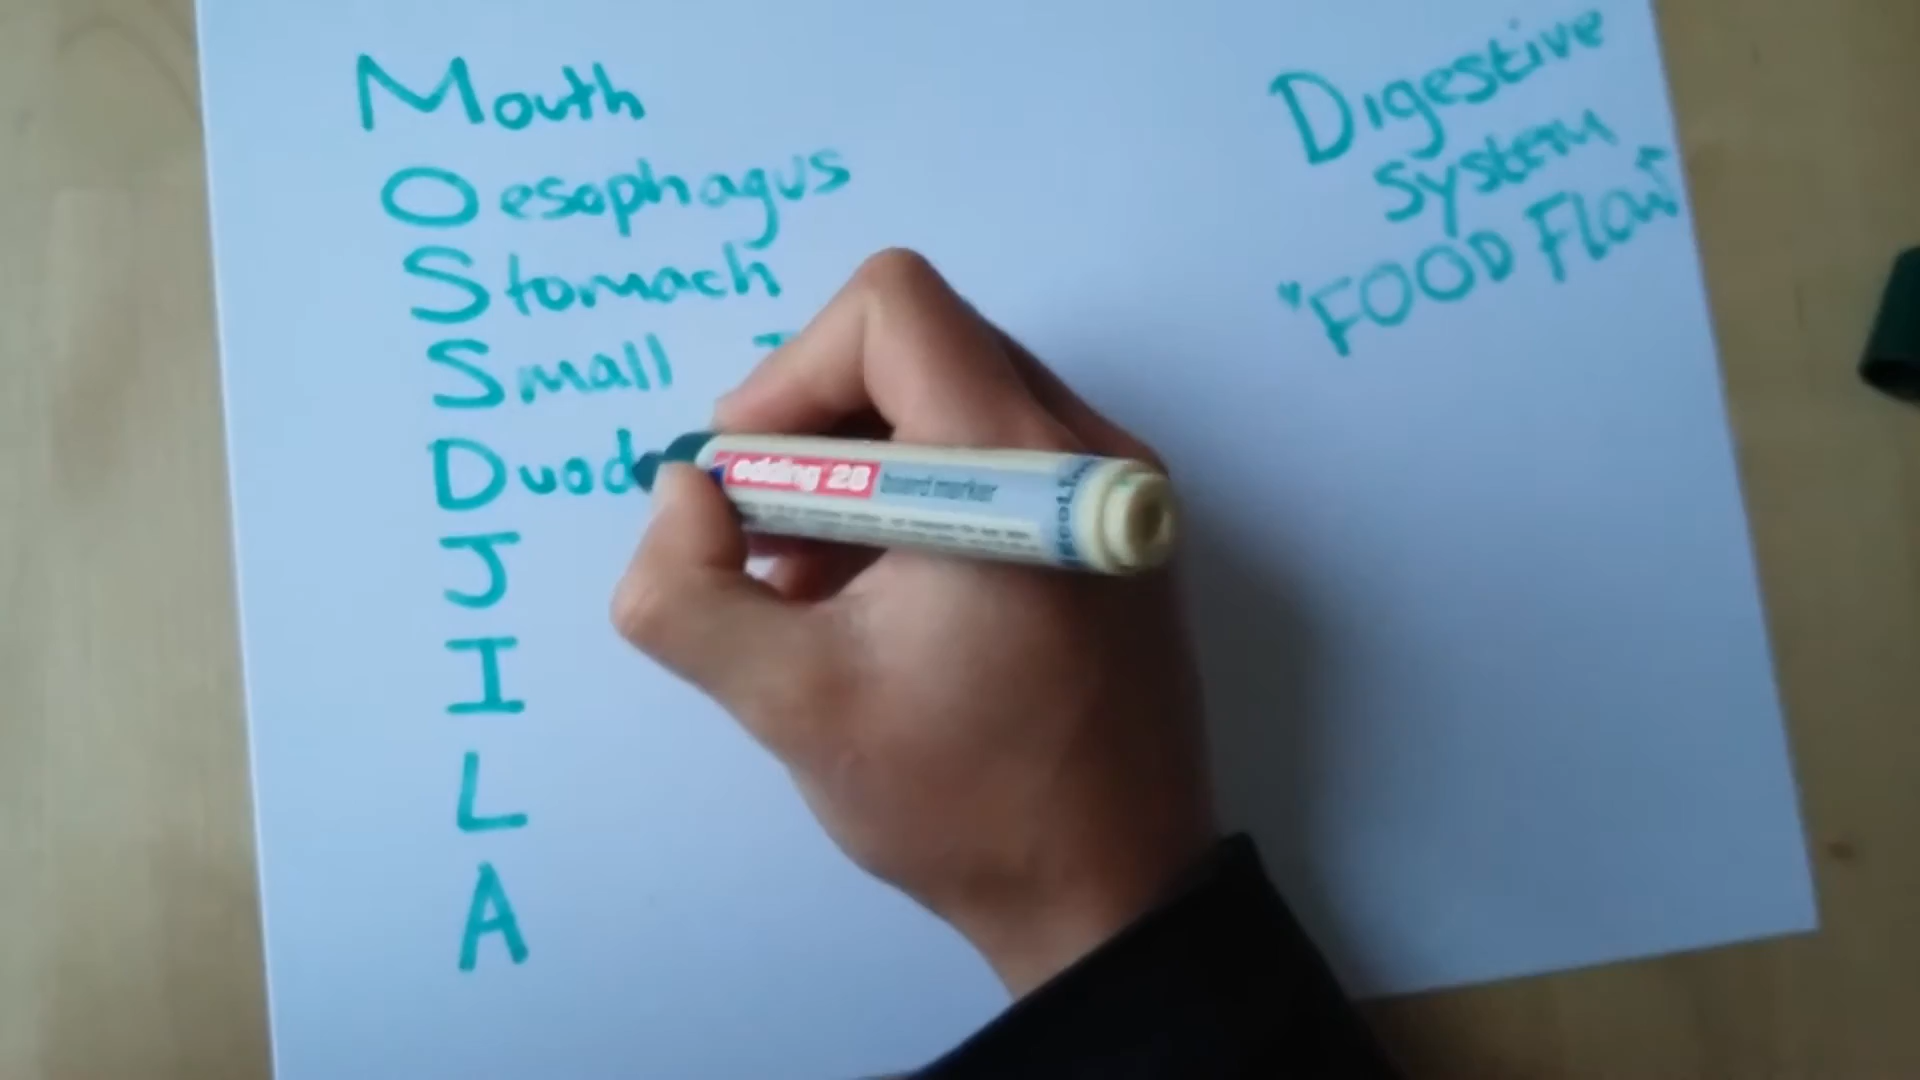 Mouth
Oesophagus
Stomach
Small
Duod
J
I
L
A
Digestive
System
"FOOD Flow"
edding 28
board marker